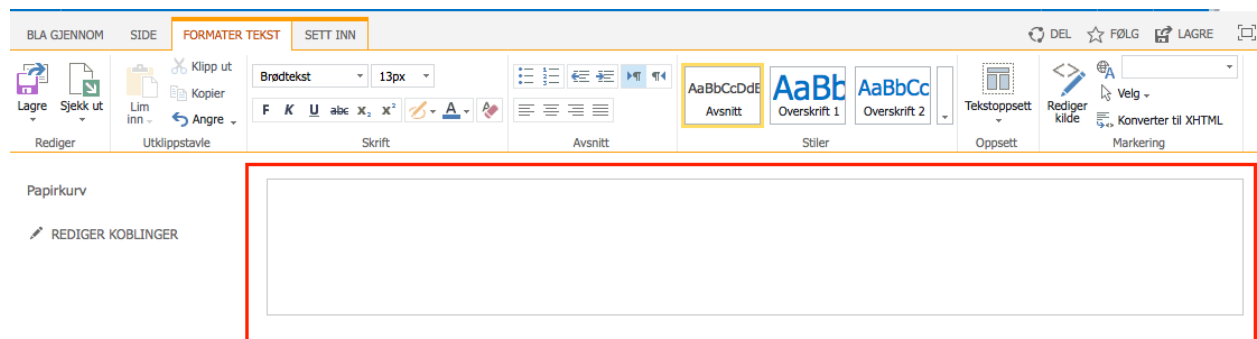 BLA GJENNOM SIDE FORMATER TEKST SETT INN DEL FØLG LAGRE
Lagre Sjekk ut Lim inn Klipp ut Kopier Angre
Brødtekst 13px
F K U abc X₂ X² A
AaBbCcDdE Avsnitt AaBb Overskrift 1 AaBbCc Overskrift 2
Tekstoppsett Rediger kilde Velg Konverter til XHTML
Rediger Utklippstavle Skrift Avsnitt Stiler Oppsett Markering
Papirkurv
REDIGER KOBLINGER